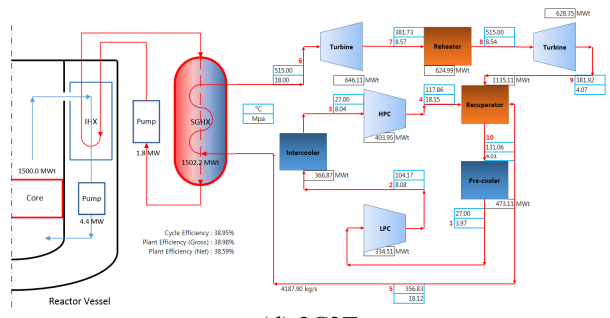 628.35 MWt
6
515.00
18.00
Turbine
646.11 MWt
7
381.73
8.57
Reheater
624.99 MWt
8
515.00
8.54
Turbine
9
381.92
4.07
IHX
1500.0 MWt
Core
Pump
4.4 MW
Reactor Vessel
Pump
1.8 MW
SGHX
1502.2 MWt
℃
Mpa
3
27.00
8.04
HPC
403.95 MWt
4
117.86
18.15
1135.11 MWt
Recuperator
Intercooler
366.87 MWt
10
131.06
4.01
2
104.17
8.08
Pre-cooler
473.11 MWt
LPC
334.51 MWt
1
27.00
3.97
Cycle Efficiency : 38.95%
Plant Efficiency (Gross) : 38.98%
Plant Efficiency (Net) : 38.59%
4187.90 kg/s
5
356.83
18.12